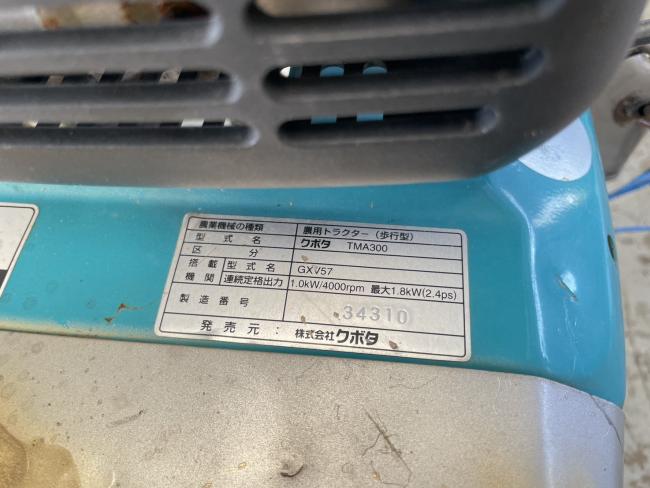 農業機械の種類 農用トラクター（歩行型）
型式名 クボタ TMA300
区分
搭載機関 型式名 GXV57
連続定格出力 1.0kW/4000rpm 最大1.8kW(2.4ps)
製造番号 34310
発売元：株式会社クボタ